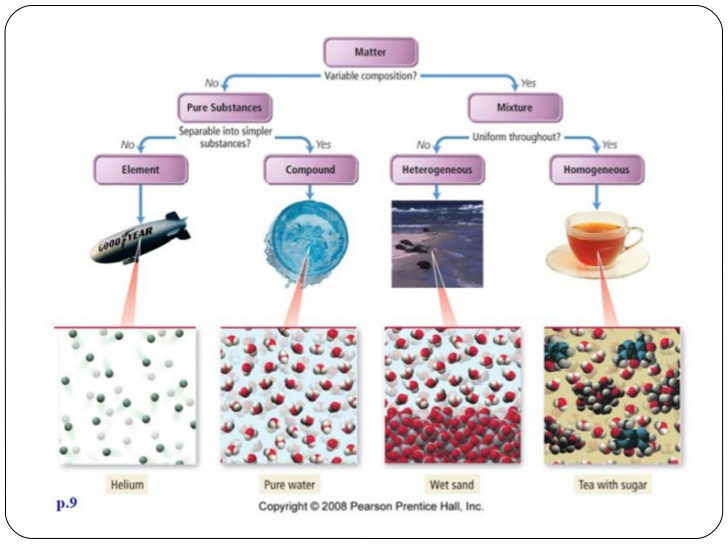 Matter
Variable composition?
No
Yes
Pure Substances
Mixture
Separable into simpler
substances?
Uniform throughout?
No
Yes
No
Yes
Element
Compound
Heterogeneous
Homogeneous
GOODYEAR
Helium
Pure water
Wet sand
Tea with sugar
p.9
Copyright © 2008 Pearson Prentice Hall, Inc.